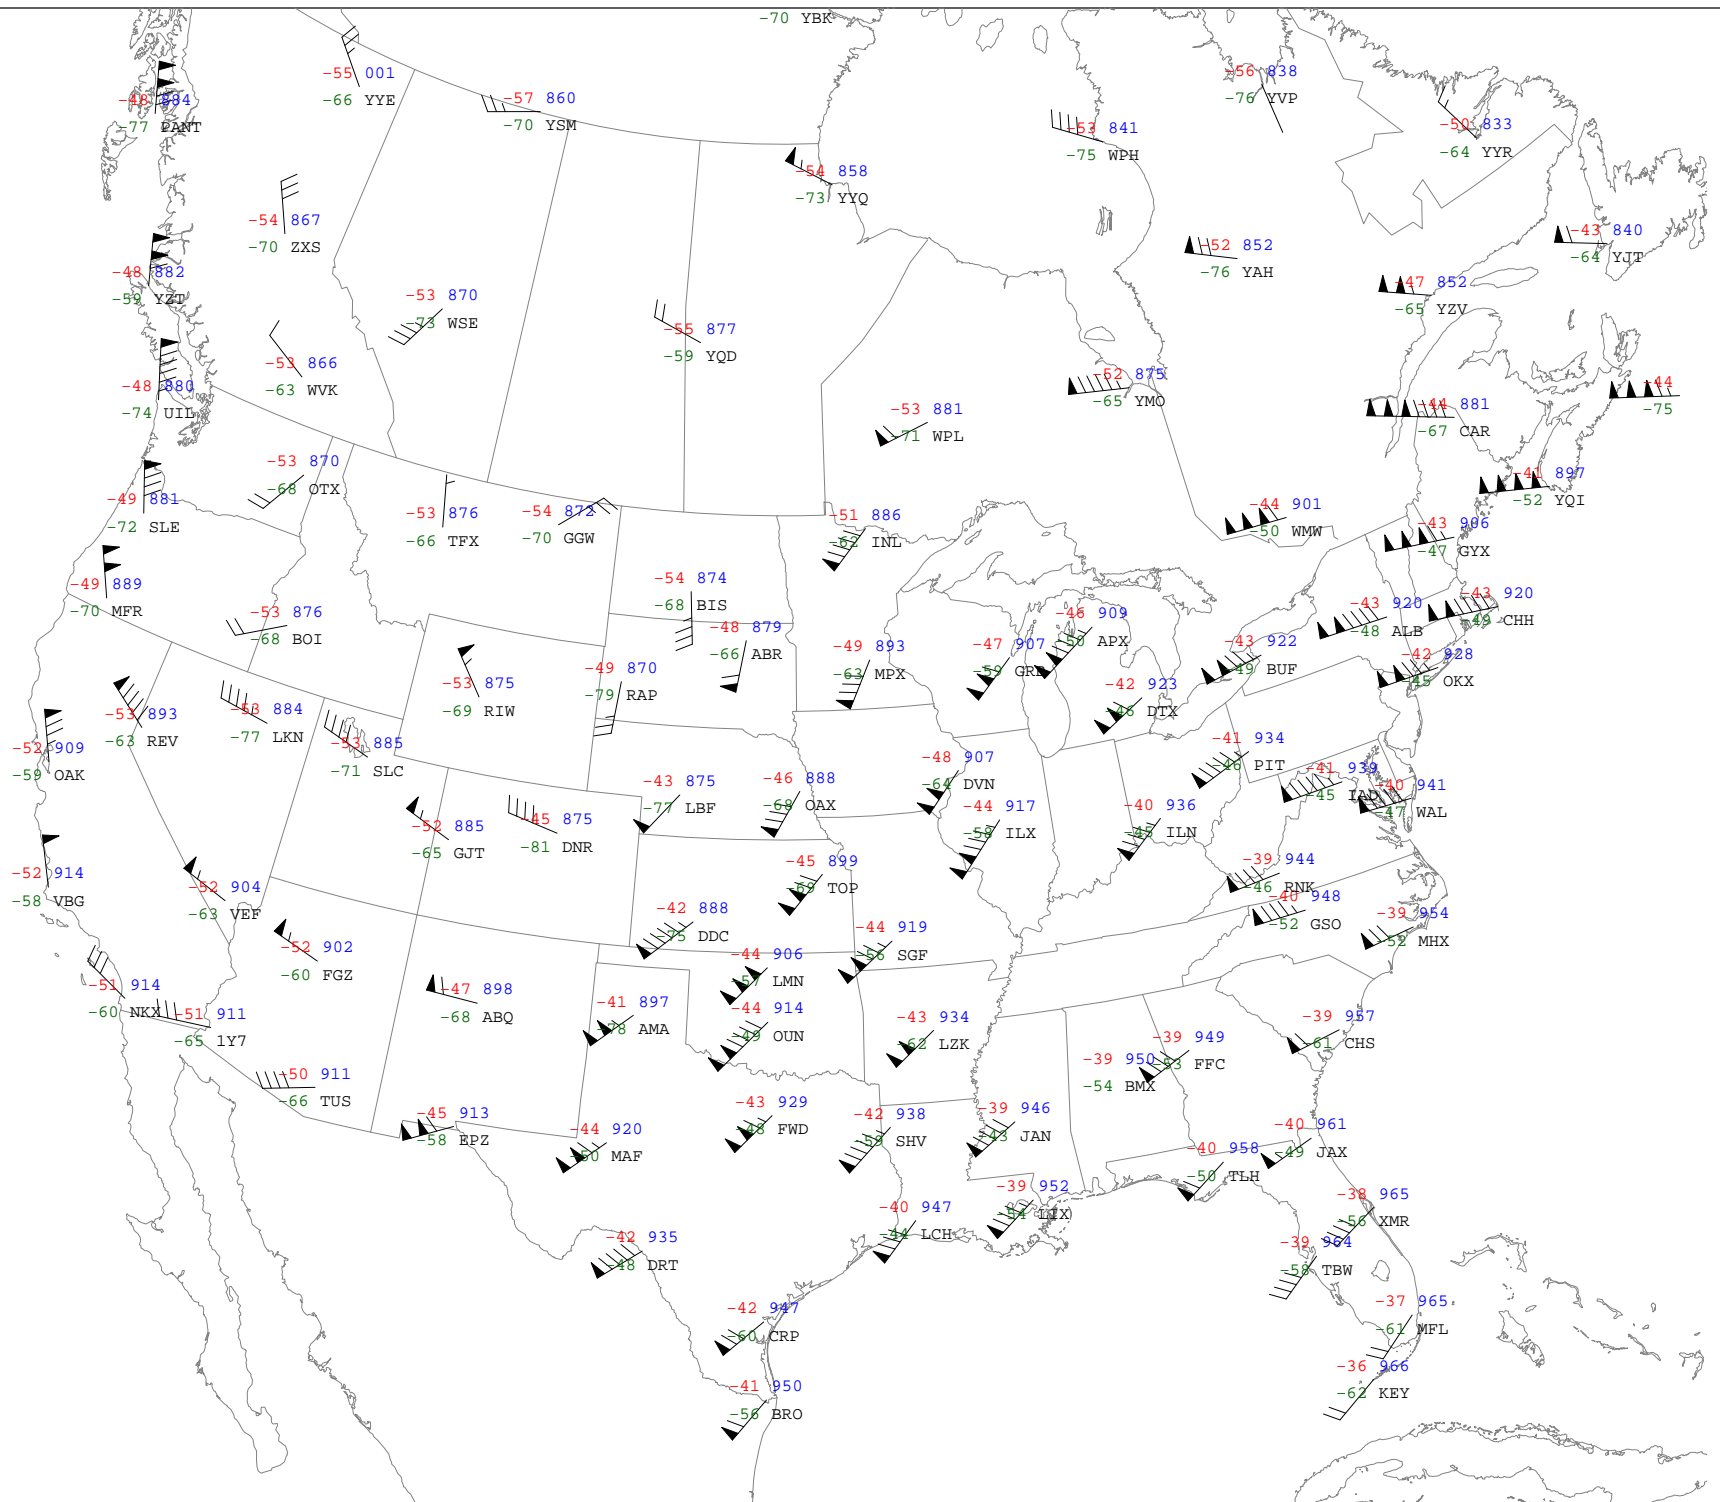 -70 YBK
-55 001
-66 YYE
-48 884
-77 PANT
-57 860
-70 YSM
-56 838
-76 YVP
-53 841
-75 WPH
-50 833
-64 YYR
-54 858
-73 YYQ
-54 867
-70 ZXS
-43 840
-64 YJT
-52 852
-76 YAH
-48 882
-59 YZT
-47 852
-65 YZV
-53 870
-73 WSE
-55 877
-59 YQD
-53 866
-63 WVK
-52 875
-65 YMO
-48 880
-74 UIL
-44
-75
-53 881
-71 WPL
-44 881
-67 CAR
-53 870
-68 OTX
-41 897
-52 YQI
-49 881
-72 SLE
-53 876
-66 TFX
-54 872
-70 GGW
-51 886
-62 INL
-44 901
-50 WMW
-43 906
-47 GYX
-49 889
-70 MFR
-54 874
-68 BIS
-53 876
-68 BOI
-48 879
-66 ABR
-46 909
-50 APX
-43 920
-48 ALB
-43 920
-49 CHH
-49 893
-63 MPX
-47 907
-59 GRB
-43 922
-49 BUF
-42 928
-45 OKX
-53 875
-69 RIW
-49 870
-79 RAP
-42 923
-46 DTX
-53 893
-63 REV
-53 884
-77 LKN
-52 909
-59 OAK
-53 885
-71 SLC
-41 934
-46 PIT
-48 907
-64 DVN
-41 939
-45 IAD
-43 875
-77 LBF
-46 888
-68 OAX
-40 941
-47 WAL
-52 885
-65 GJT
-45 875
-81 DNR
-44 917
-59 ILX
-40 936
-45 ILN
-52 914
-58 VBG
-52 904
-63 VEF
-45 899
-69 TOP
-39 944
-46 RNK
-40 948
-52 GSO
-42 888
-75 DDC
-44 919
-56 SGF
-39 954
-52 MHX
-52 902
-60 FGZ
-44 906
-57 LMN
-51 914
-60 NKX
-47 898
-68 ABQ
-41 897
-78 AMA
-51 911
-65 1Y7
-44 914
-49 OUN
-43 934
-62 LZK
-39 957
-61 CHS
-39 949
-53 FFC
-39 950
-54 BMX
-50 911
-66 TUS
-45 913
-58 EPZ
-43 929
-48 FWD
-42 938
-59 SHV
-39 946
-43 JAN
-44 920
-50 MAF
-40 961
-49 JAX
-40 958
-50 TLH
-39 952
-54 LIX
-38 965
-56 XMR
-40 947
-44 LCH
-42 935
-48 DRT
-39 964
-58 TBW
-42 947
-60 CRP
-37 965
-61 MFL
-36 966
-62 KEY
-41 950
-56 BRO